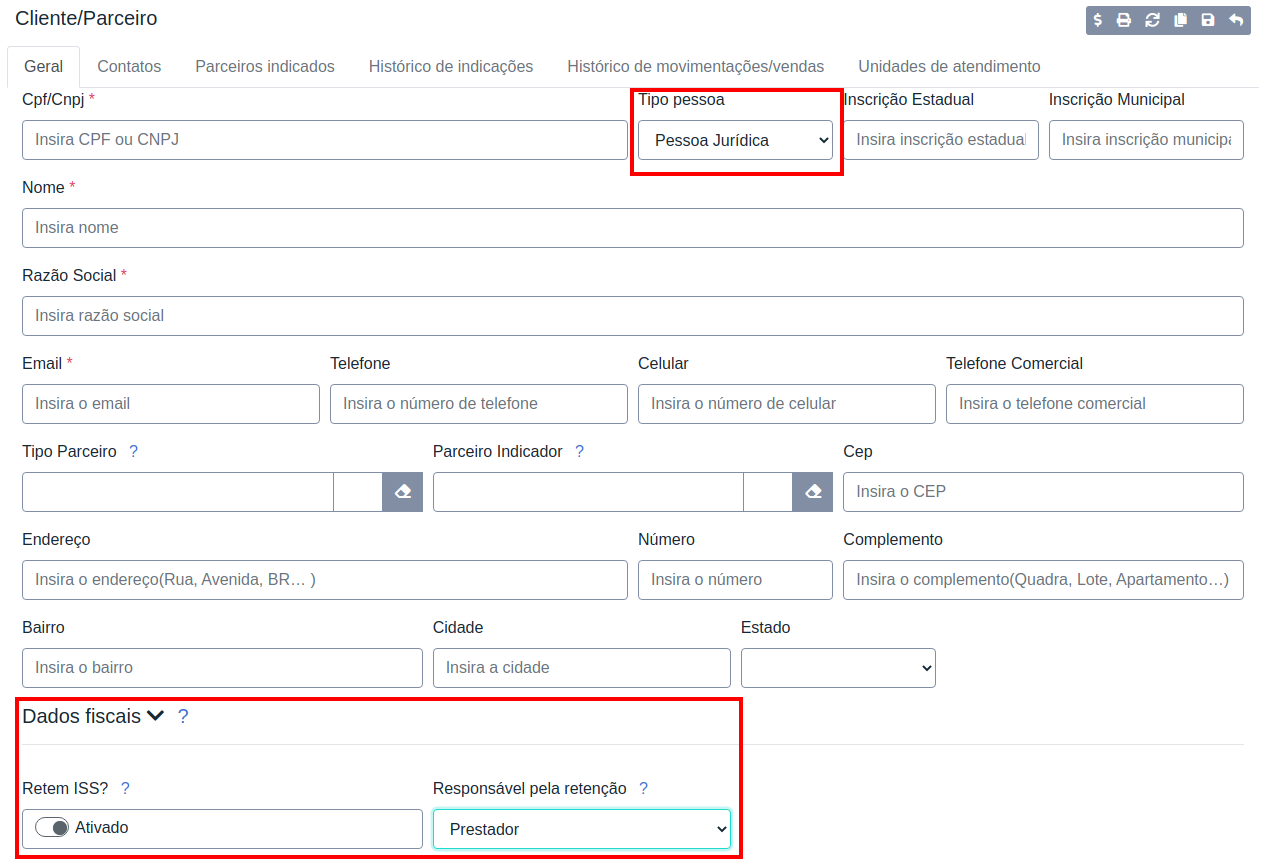 Cliente/Parceiro
$
Geral Contatos Parceiros indicados Histórico de indicações Histórico de movimentações/vendas Unidades de atendimento
Cpf/Cnpj * Tipo pessoa Inscrição Estadual Inscrição Municipal
Insira CPF ou CNPJ Pessoa Jurídica Insira inscrição estadual Insira inscrição municipa
Nome *
Insira nome
Razão Social *
Insira razão social
Email * Telefone Celular Telefone Comercial
Insira o email Insira o número de telefone Insira o número de celular Insira o telefone comercial
Tipo Parceiro ? Parceiro Indicador ? Cep
Insira o CEP
Endereço Número Complemento
Insira o endereço(Rua, Avenida, BR… ) Insira o número Insira o complemento(Quadra, Lote, Apartamento…)
Bairro Cidade Estado
Insira o bairro Insira a cidade
Dados fiscais ?
Retem ISS? ? Responsável pela retenção ?
Ativado Prestador